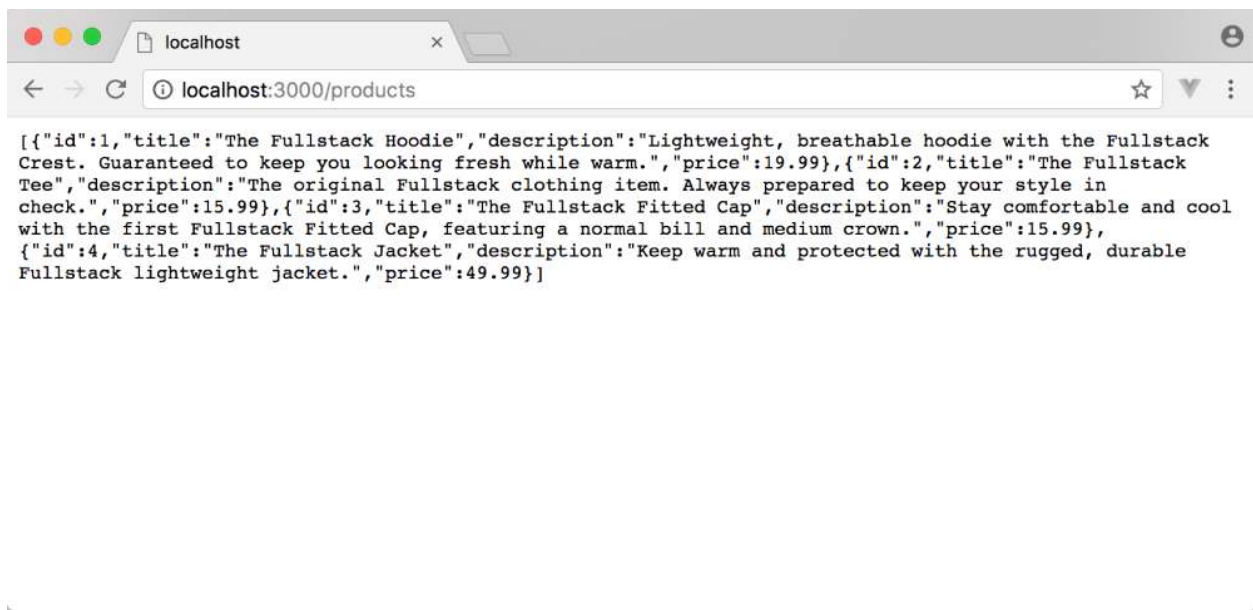 localhost
localhost:3000/products
[{"id":1,"title":"The Fullstack Hoodie","description":"Lightweight, breathable hoodie with the Fullstack
Crest. Guaranteed to keep you looking fresh while warm.","price":19.99},{"id":2,"title":"The Fullstack
Tee","description":"The original Fullstack clothing item. Always prepared to keep your style in
check.","price":15.99},{"id":3,"title":"The Fullstack Fitted Cap","description":"Stay comfortable and cool
with the first Fullstack Fitted Cap, featuring a normal bill and medium crown.","price":15.99},
{"id":4,"title":"The Fullstack Jacket","description":"Keep warm and protected with the rugged, durable
Fullstack lightweight jacket.","price":49.99}]